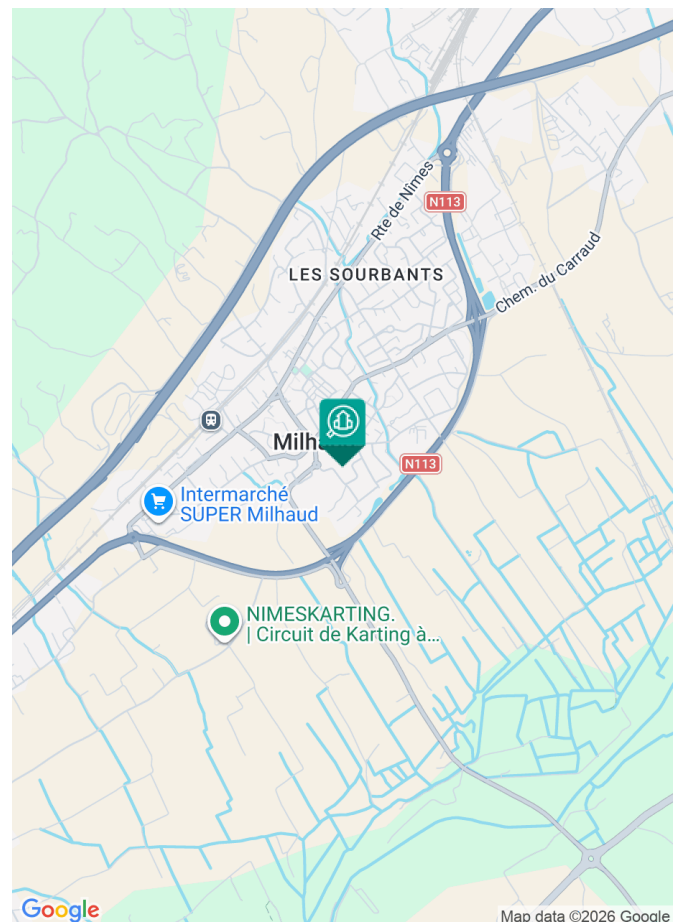 N113
Rte de Nîmes
LES SOURBANTS
Chem. du Carraud
Milha
N113
Intermarché
SUPER Milhaud
NIMESKARTING.
| Circuit de Karting à...
Google
Map data ©2026 Google